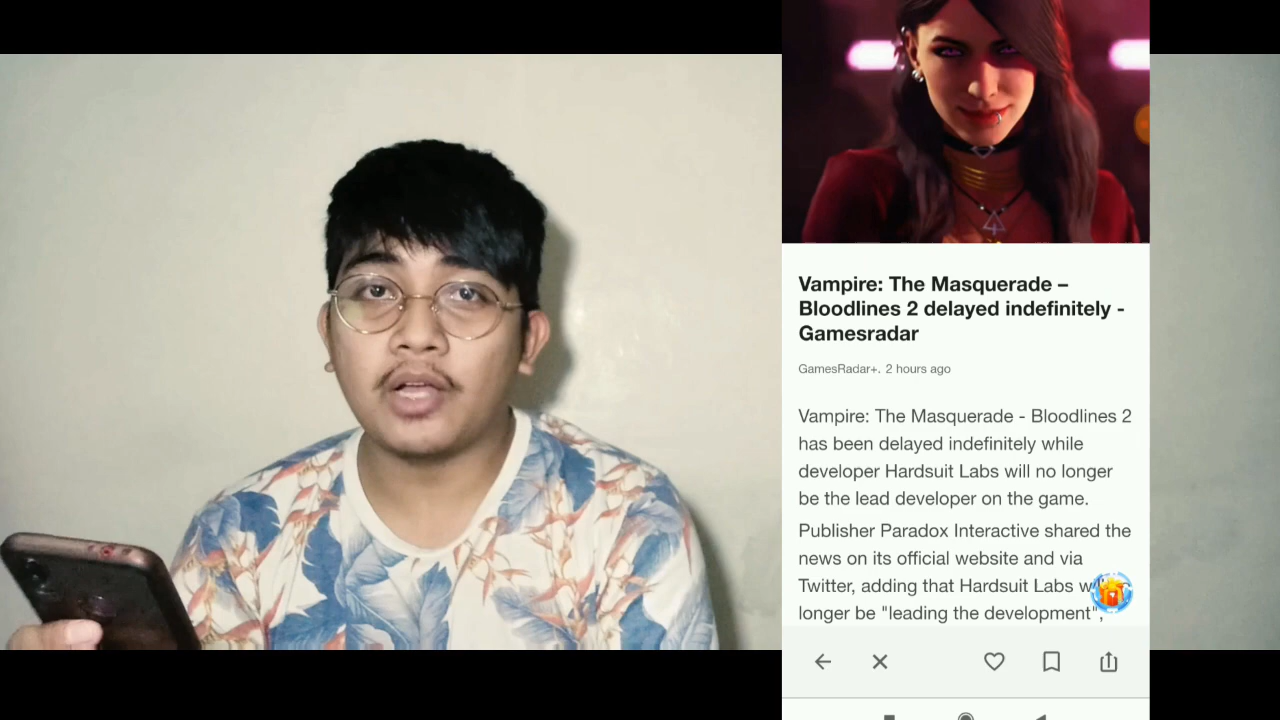 Vampire: The Masquerade –
Bloodlines 2 delayed indefinitely -
Gamesradar
GamesRadar+. 2 hours ago
Vampire: The Masquerade - Bloodlines 2
has been delayed indefinitely while
developer Hardsuit Labs will no longer
be the lead developer on the game.
Publisher Paradox Interactive shared the
news on its official website and via
Twitter, adding that Hardsuit Labs
longer be "leading the development",